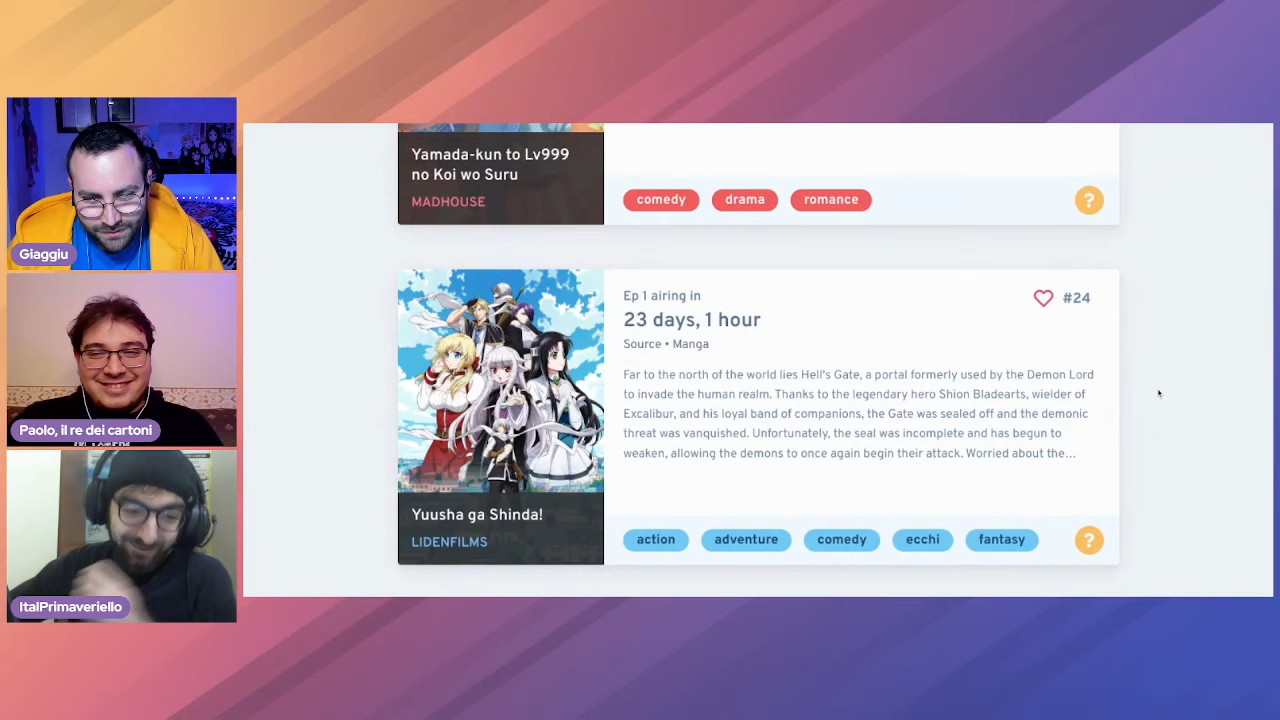 Giaggiu
Paolo, il re dei cartoni
ItalPrimaveriello
Yamada-kun to Lv999
no Koi wo Suru
MADHOUSE
comedy
drama
romance
?
Yuusha ga Shinda!
LIDENFILMS
Ep 1 airing in
#24
23 days, 1 hour
Source • Manga
Far to the north of the world lies Hell's Gate, a portal formerly used by the Demon Lord
to invade the human realm. Thanks to the legendary hero Shion Bladearts, wielder of
Excalibur, and his loyal band of companions, the Gate was sealed off and the demonic
threat was vanquished. Unfortunately, the seal was incomplete and has begun to
weaken, allowing the demons to once again begin their attack. Worried about the...
action
adventure
comedy
ecchi
fantasy
?